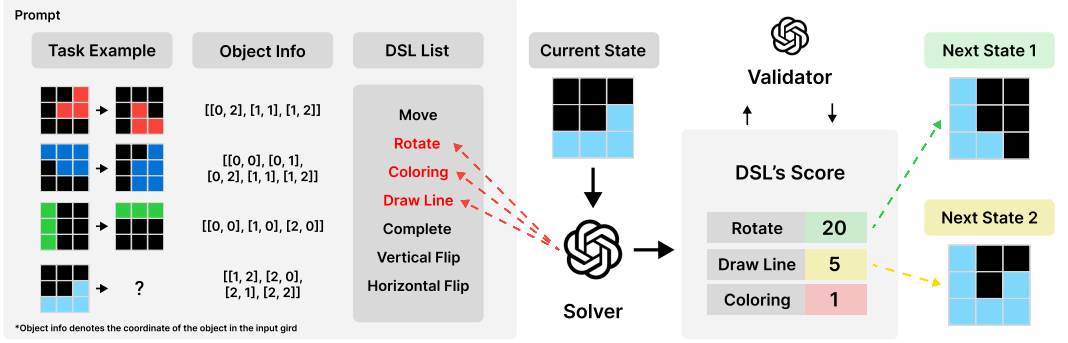 Prompt
Task Example
Object Info
DSL List
Current State
Validator
Next State 1
[[0, 2], [1, 1], [1, 2]]
[[0, 0], [0, 1],
[0, 2], [1, 1], [1, 2]]
[[0, 0], [1, 0], [2, 0]]
?
[[1, 2], [2, 0],
[2, 1], [2, 2]]
*Object info denotes the coordinate of the object in the input gird
Move
Rotate
Coloring
Draw Line
Complete
Vertical Flip
Horizontal Flip
Solver
DSL's Score
Rotate 20
Draw Line 5
Coloring 1
Next State 2